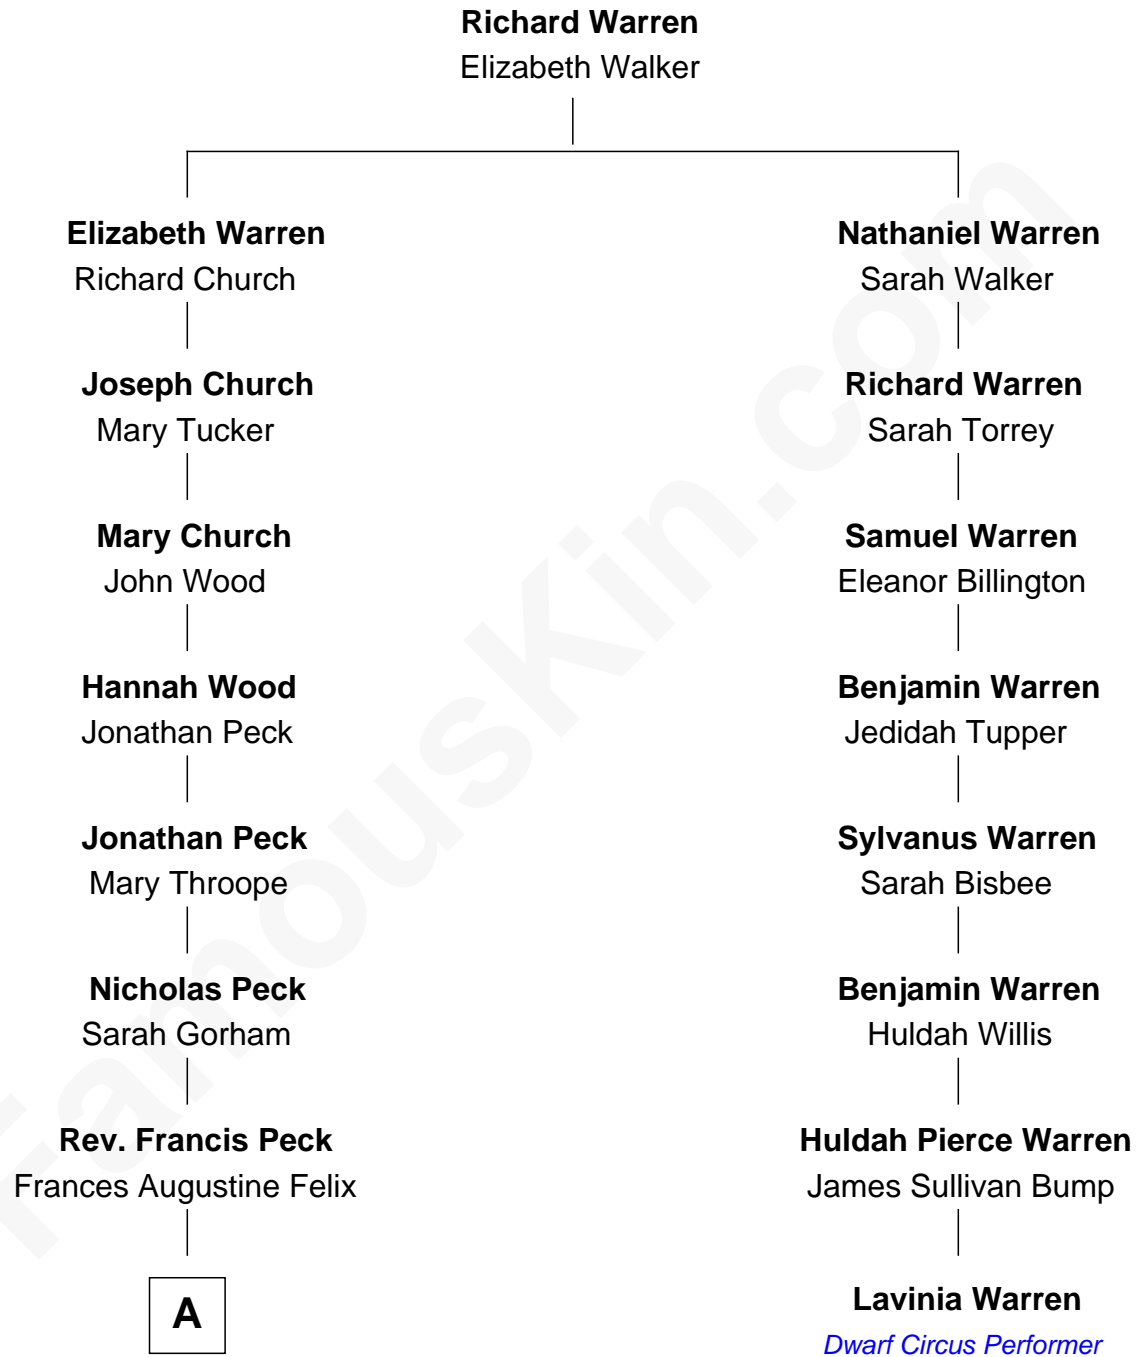 Richard Warren
Elizabeth Walker
Elizabeth Warren
Richard Church
Nathaniel Warren
Sarah Walker
Joseph Church
Mary Tucker
Richard Warren
Sarah Torrey
Mary Church
John Wood
Samuel Warren
Eleanor Billington
Hannah Wood
Jonathan Peck
Benjamin Warren
Jedidah Tupper
Jonathan Peck
Mary Throope
Sylvanus Warren
Sarah Bisbee
Nicholas Peck
Sarah Gorham
Benjamin Warren
Huldah Willis
Rev. Francis Peck
Frances Augustine Felix
Huldah Pierce Warren
James Sullivan Bump
A
Lavinia Warren
Dwarf Circus Performer
FamousKin.com